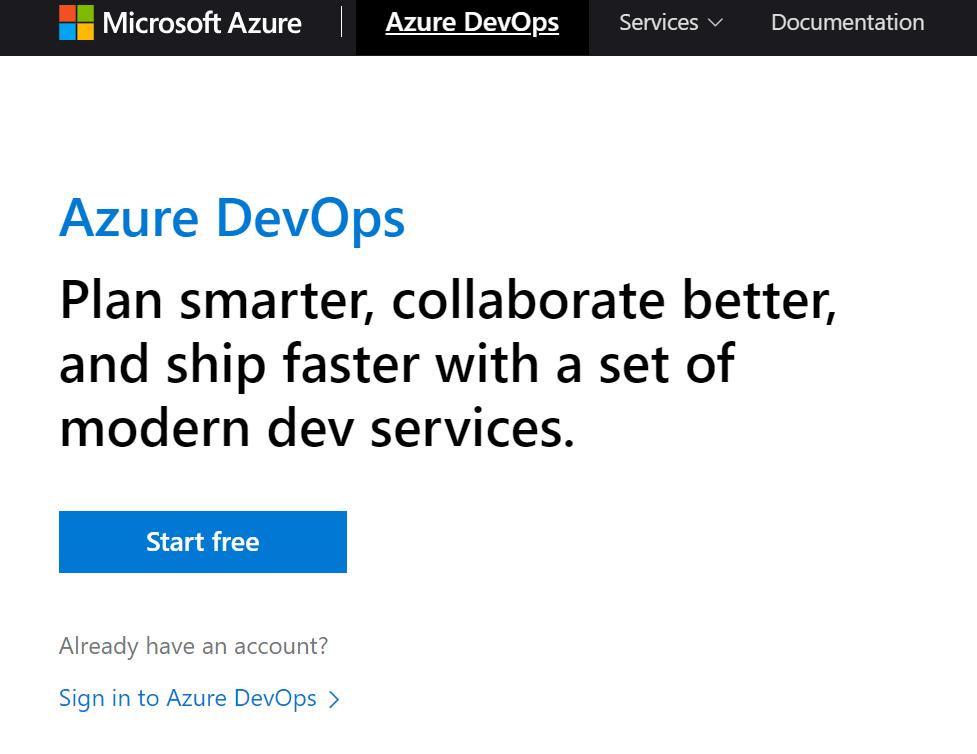 Microsoft Azure Azure DevOps Services Documentation
Azure DevOps
Plan smarter, collaborate better,
and ship faster with a set of
modern dev services.
Start free
Already have an account?
Sign in to Azure DevOps